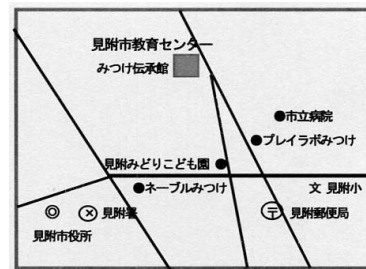 見附市教育センター
みつけ伝承館
●市立病院
●プレイラボみつけ
見附みどりこども園●
●ネーブルみつけ
文 見附小
◎
見附署
〒 見附郵便局
見附市役所